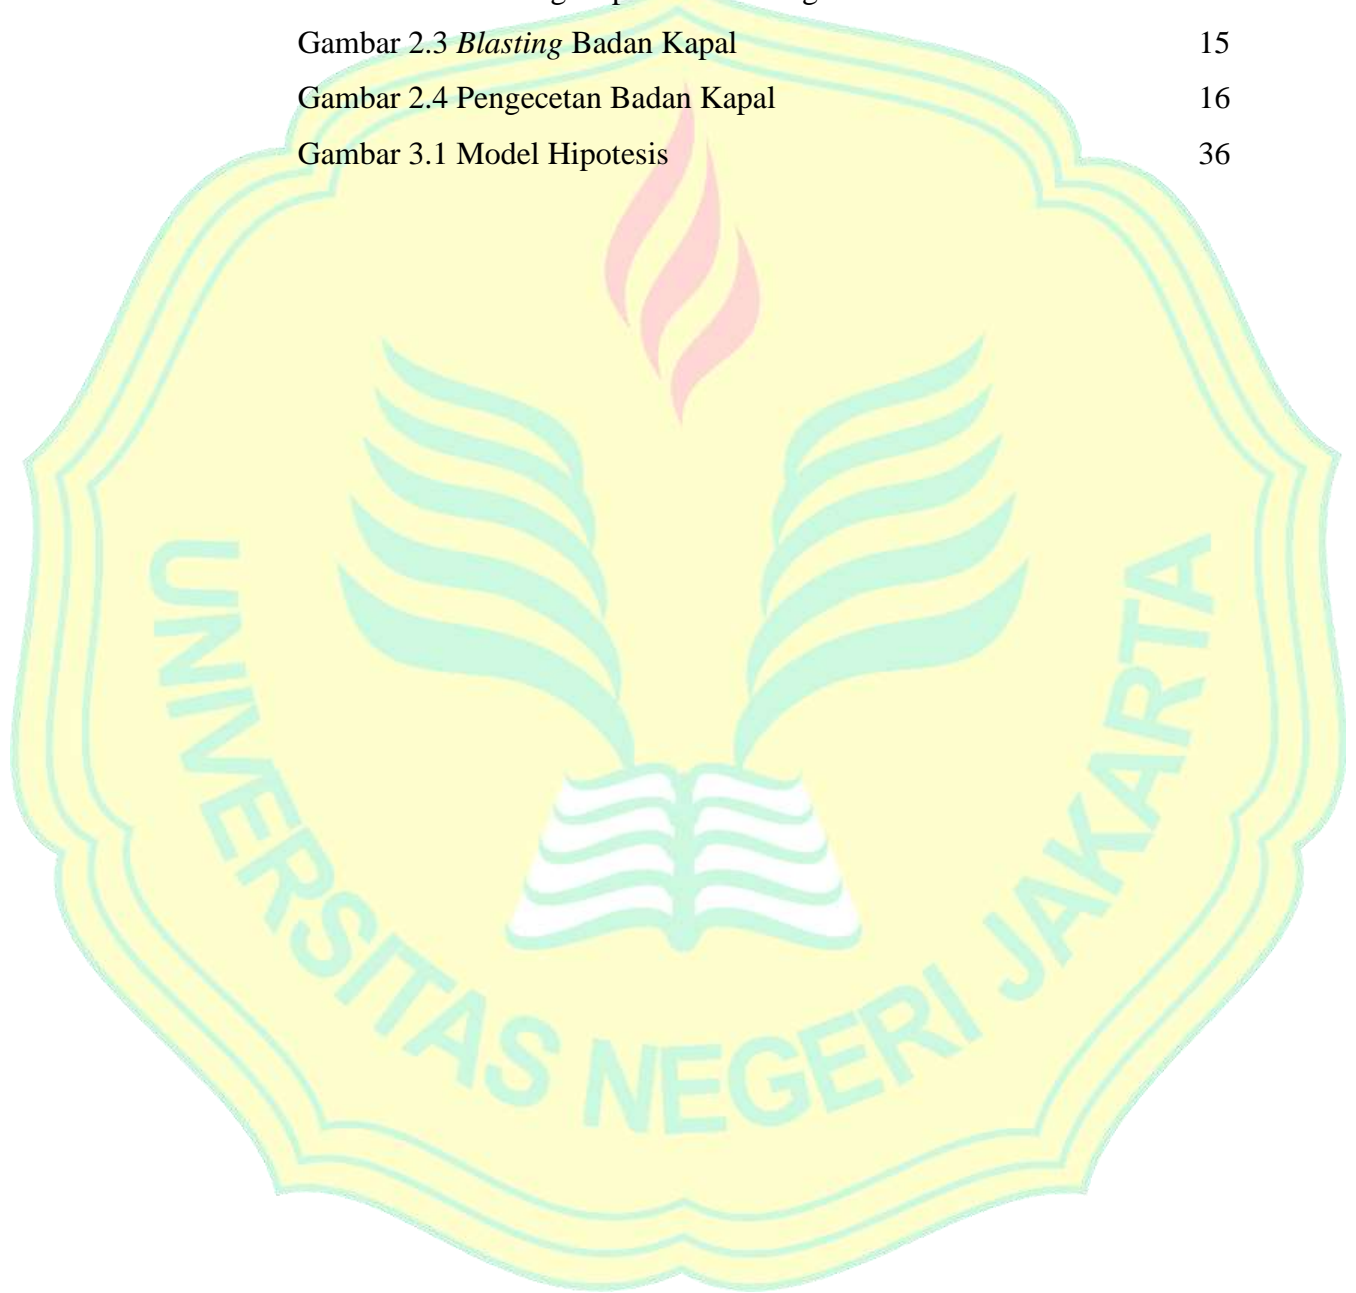 Gambar 2.3 Blasting Badan Kapal 15
Gambar 2.4 Pengecetan Badan Kapal 16
Gambar 3.1 Model Hipotesis 36
UNIVERSITAS NEGERI JAKARTA